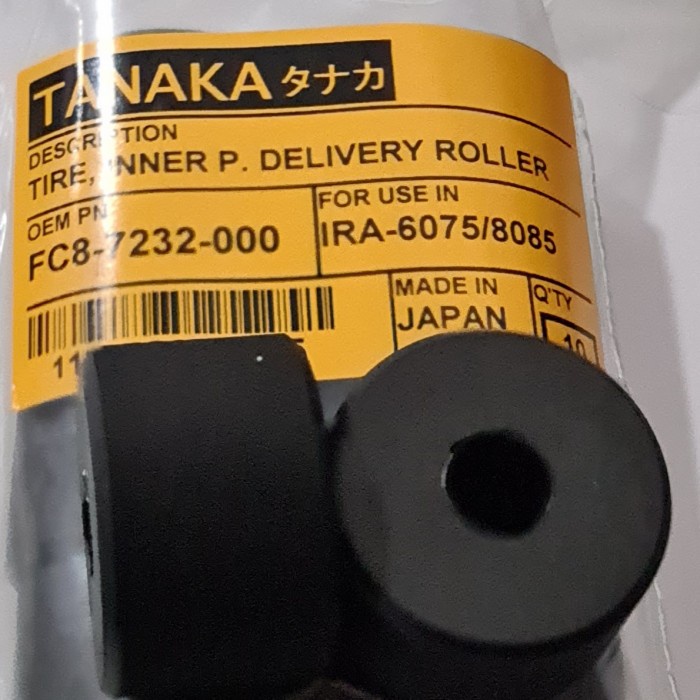 TANAKA タナカ
DESCRIPTION
TIRE, INNER P. DELIVERY ROLLER
OEM PN
FC8-7232-000
FOR USE IN
IRA-6075/8085
MADE IN
JAPAN
Q'TY
10